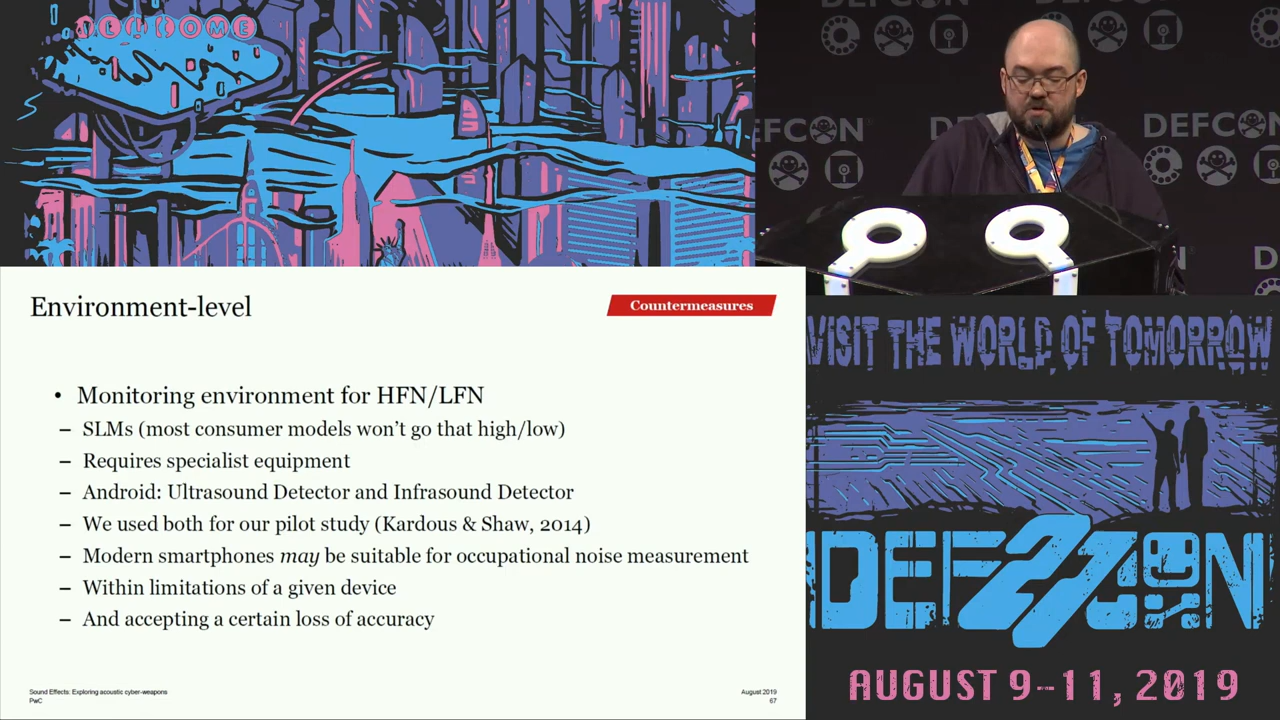 WELCOME
DEFCON
DEFCON
DEFCON
Environment-level
Countermeasures
• Monitoring environment for HFN/LFN
– SLMs (most consumer models won't go that high/low)
– Requires specialist equipment
– Android: Ultrasound Detector and Infrasound Detector
– We used both for our pilot study (Kardous & Shaw, 2014)
– Modern smartphones may be suitable for occupational noise measurement
– Within limitations of a given device
– And accepting a certain loss of accuracy
Sound Effects: Exploring acoustic cyber-weapons
PwC
August 2019
67
VISIT THE WORLD OF TOMORROW
DEF27CON
AUGUST 9-11, 2019